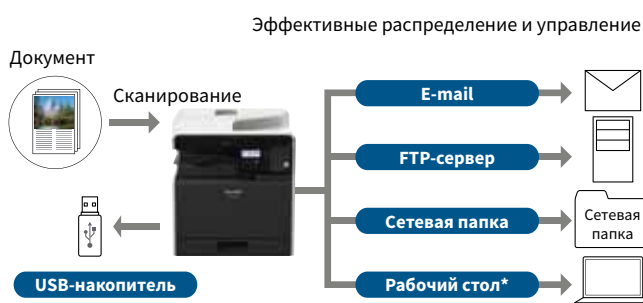 Эффективные распределение и управление
Документ
Сканирование
E-mail
FTP-сервер
Сетевая папка
Сетевая
папка
Рабочий стол*
USB-накопитель